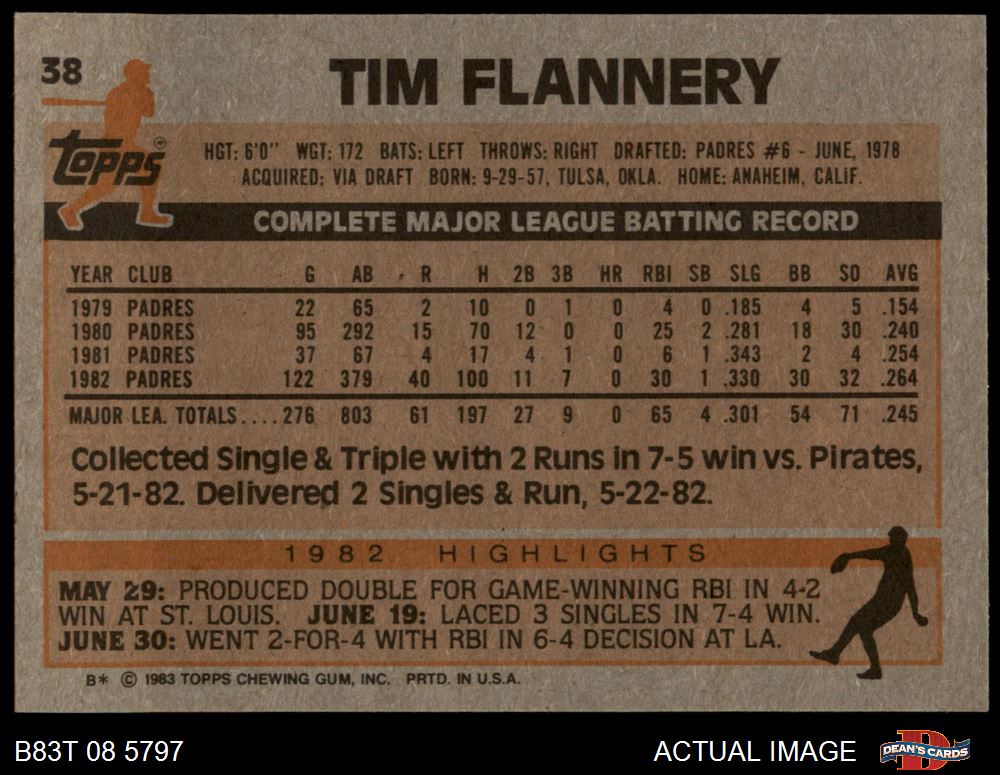 38
TIM FLANNERY
Topps®
HGT: 6'0" WGT: 172 BATS: LEFT THROWS: RIGHT DRAFTED: PADRES #6 - JUNE, 1978
ACQUIRED: VIA DRAFT BORN: 9-29-57, TULSA, OKLA. HOME: ANAHEIM, CALIF.
COMPLETE MAJOR LEAGUE BATTING RECORD
YEAR CLUB G AB R H 2B 3B HR RBI SB SLG BB SO AVG
1979 PADRES 22 65 2 10 0 1 0 4 0 .185 4 5 .154
1980 PADRES 95 292 15 70 12 0 0 25 2 .281 18 30 .240
1981 PADRES 37 67 4 17 4 1 0 6 1 .343 2 4 .254
1982 PADRES 122 379 40 100 11 7 0 30 1 .330 30 32 .264
MAJOR LEA. TOTALS....276 803 61 197 27 9 0 65 4 .301 54 71 .245
Collected Single & Triple with 2 Runs in 7-5 win vs. Pirates,
5-21-82. Delivered 2 Singles & Run, 5-22-82.
1982 HIGHLIGHTS
MAY 29: PRODUCED DOUBLE FOR GAME-WINNING RBI IN 4-2
WIN AT ST. LOUIS. JUNE 19: LACED 3 SINGLES IN 7-4 WIN.
JUNE 30: WENT 2-FOR-4 WITH RBI IN 6-4 DECISION AT LA.
B* © 1983 TOPPS CHEWING GUM, INC. PRTD. IN U.S.A.
B83T 08 5797 ACTUAL IMAGE D DEAN'S CARDS